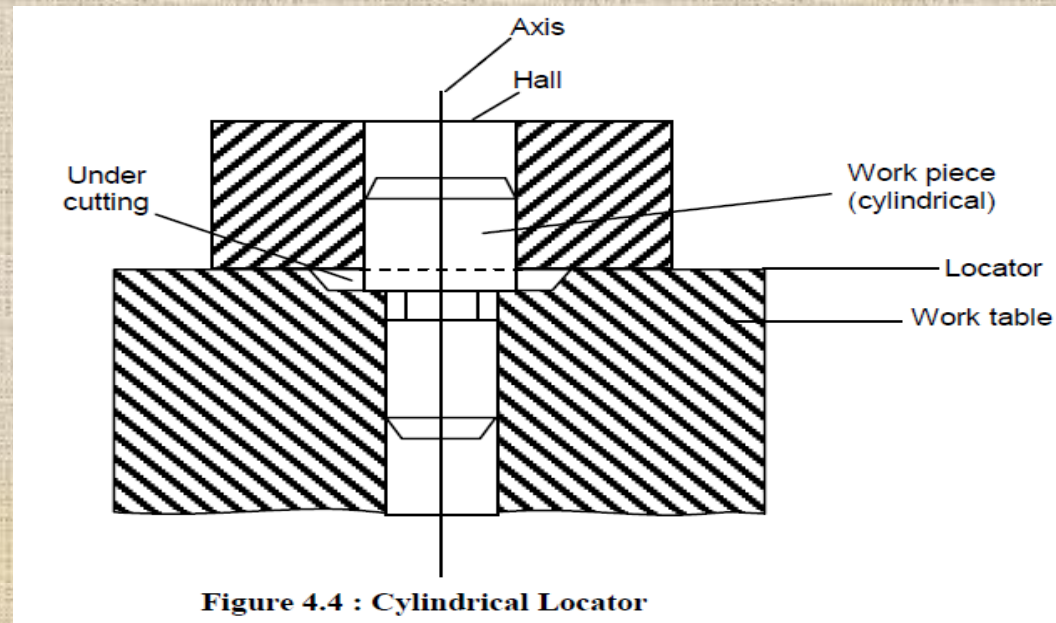 Axis
Hall
Under
cutting
Work piece
(cylindrical)
Locator
Work table
Figure 4.4 : Cylindrical Locator